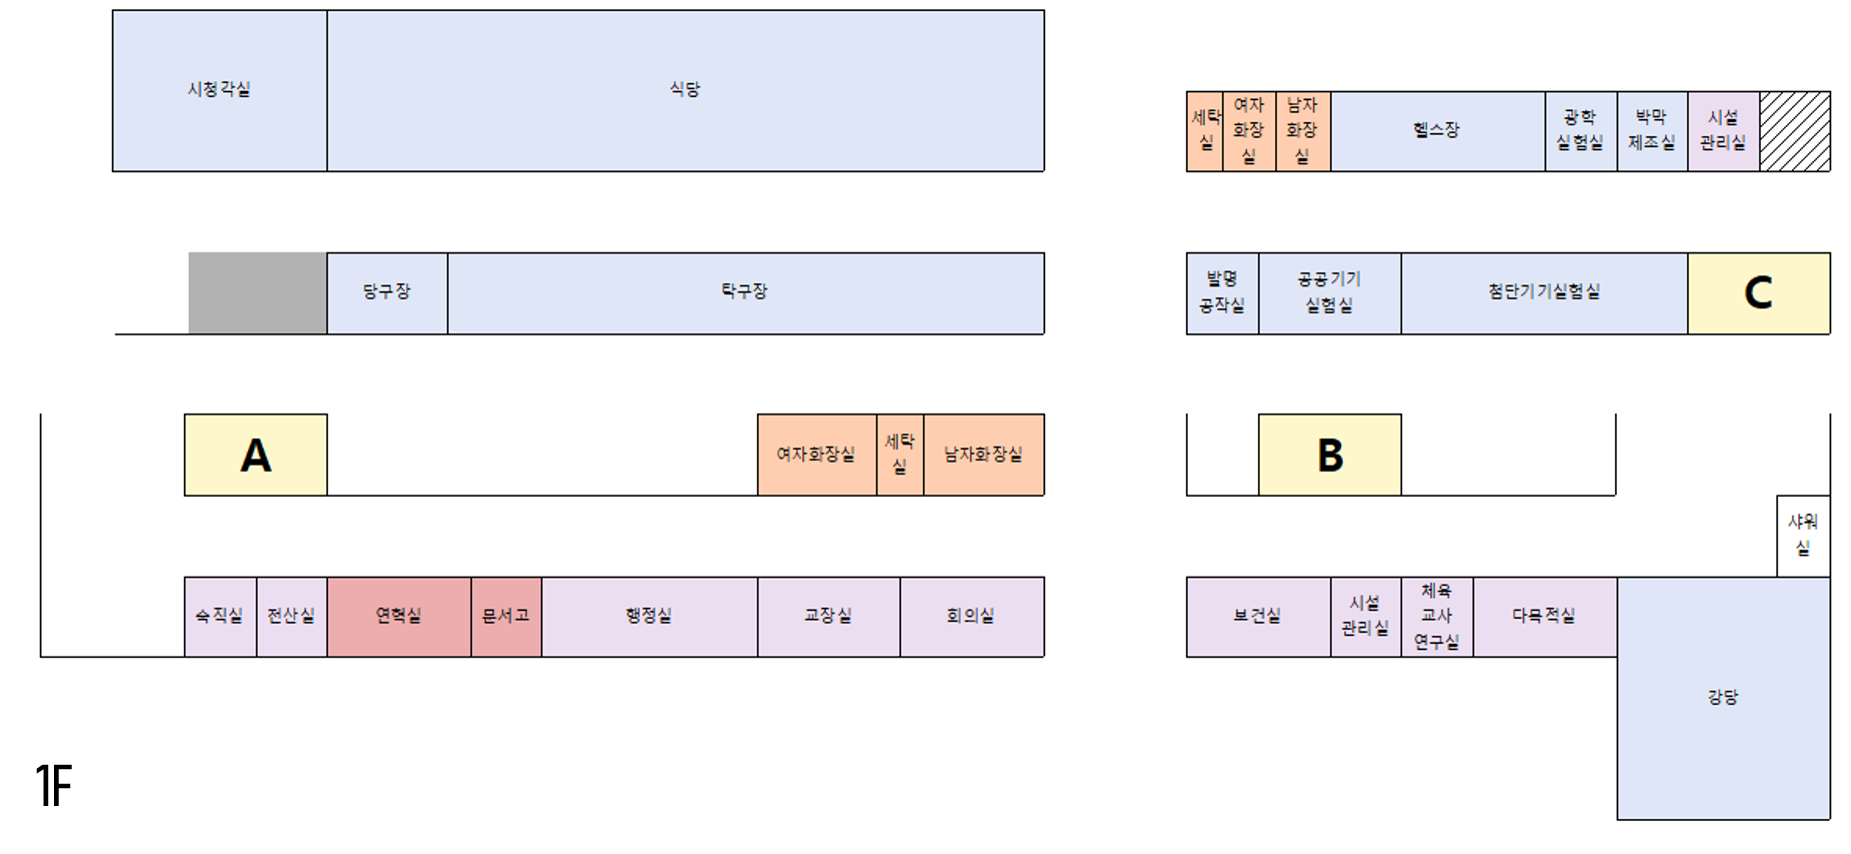 시청각실
식당
세탁
실
여자
화장
실
남자
화장
실
헬스장
광학
실험실
박막
제조실
시설
관리실
당구장
탁구장
발명
공작실
공공기기
실험실
첨단기기실험실
C
A
여자화장실
세탁
실
남자화장실
B
샤워
실
숙직실
전산실
연혁실
문서고
행정실
교장실
회의실
보건실
시설
관리실
체육
교사
연구실
다목적실
강당
1F